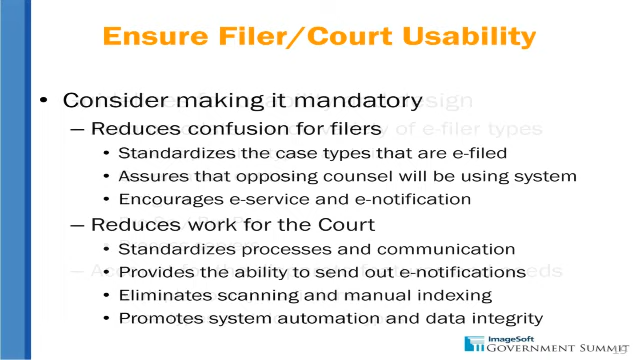 Ensure Filer/Court Usability
• Consider making it mandatory
– Reduces confusion for filers
• Standardizes the case types that are e-filed
• Assures that opposing counsel will be using system
• Encourages e-service and e-notification
– Reduces work for the Court
• Standardizes processes and communication
• Provides the ability to send out e-notifications
• Eliminates scanning and manual indexing
• Promotes system automation and data integrity
ImageSoft
GOVERNMENT SUMMIT